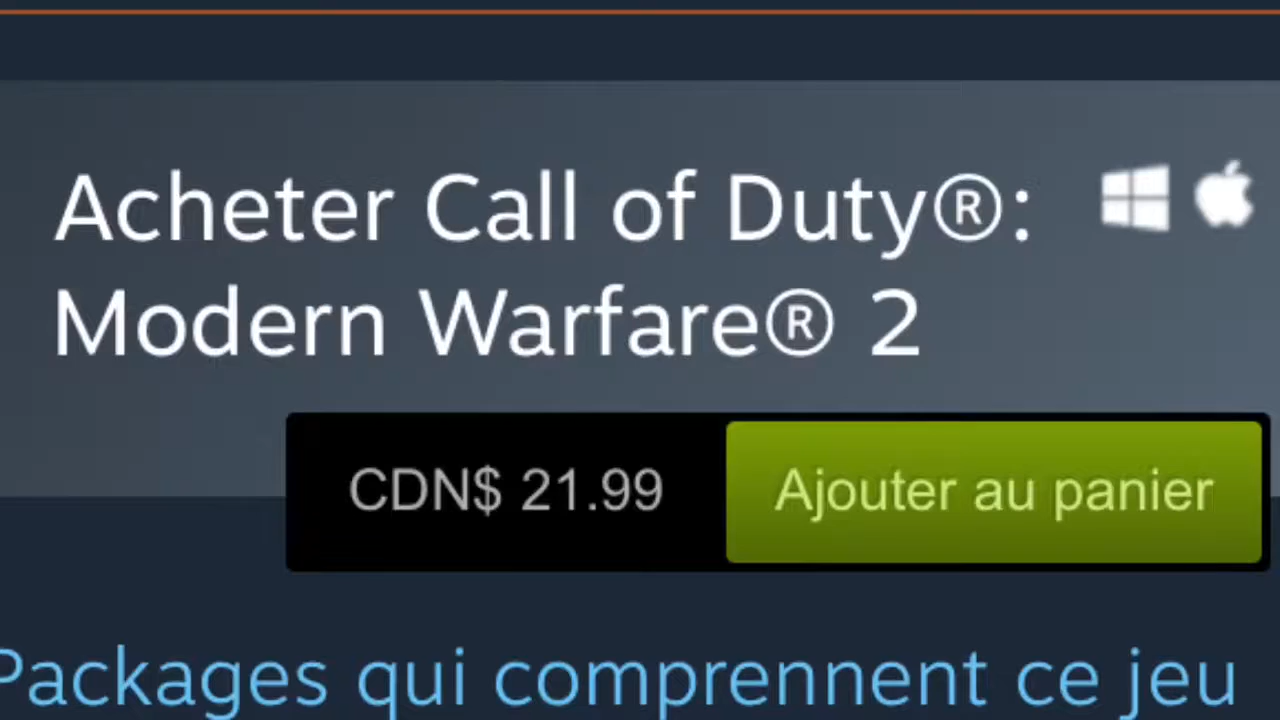 Acheter Call of Duty®:
Modern Warfare® 2
CDN$ 21.99
Ajouter au panier
Packages qui comprennent ce jeu